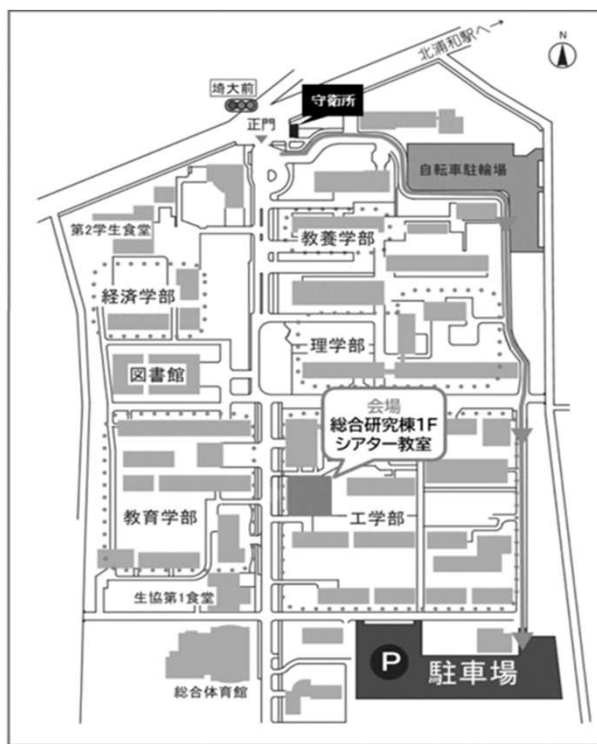 北浦和駅へ→
N
埼大前
守衛所
正門
自転車駐輪場
第2学生食堂
教養学部
経済学部
理学部
図書館
会場
総合研究棟1F
シアター教室
教育学部
工学部
生協第1食堂
P
駐車場
総合体育館